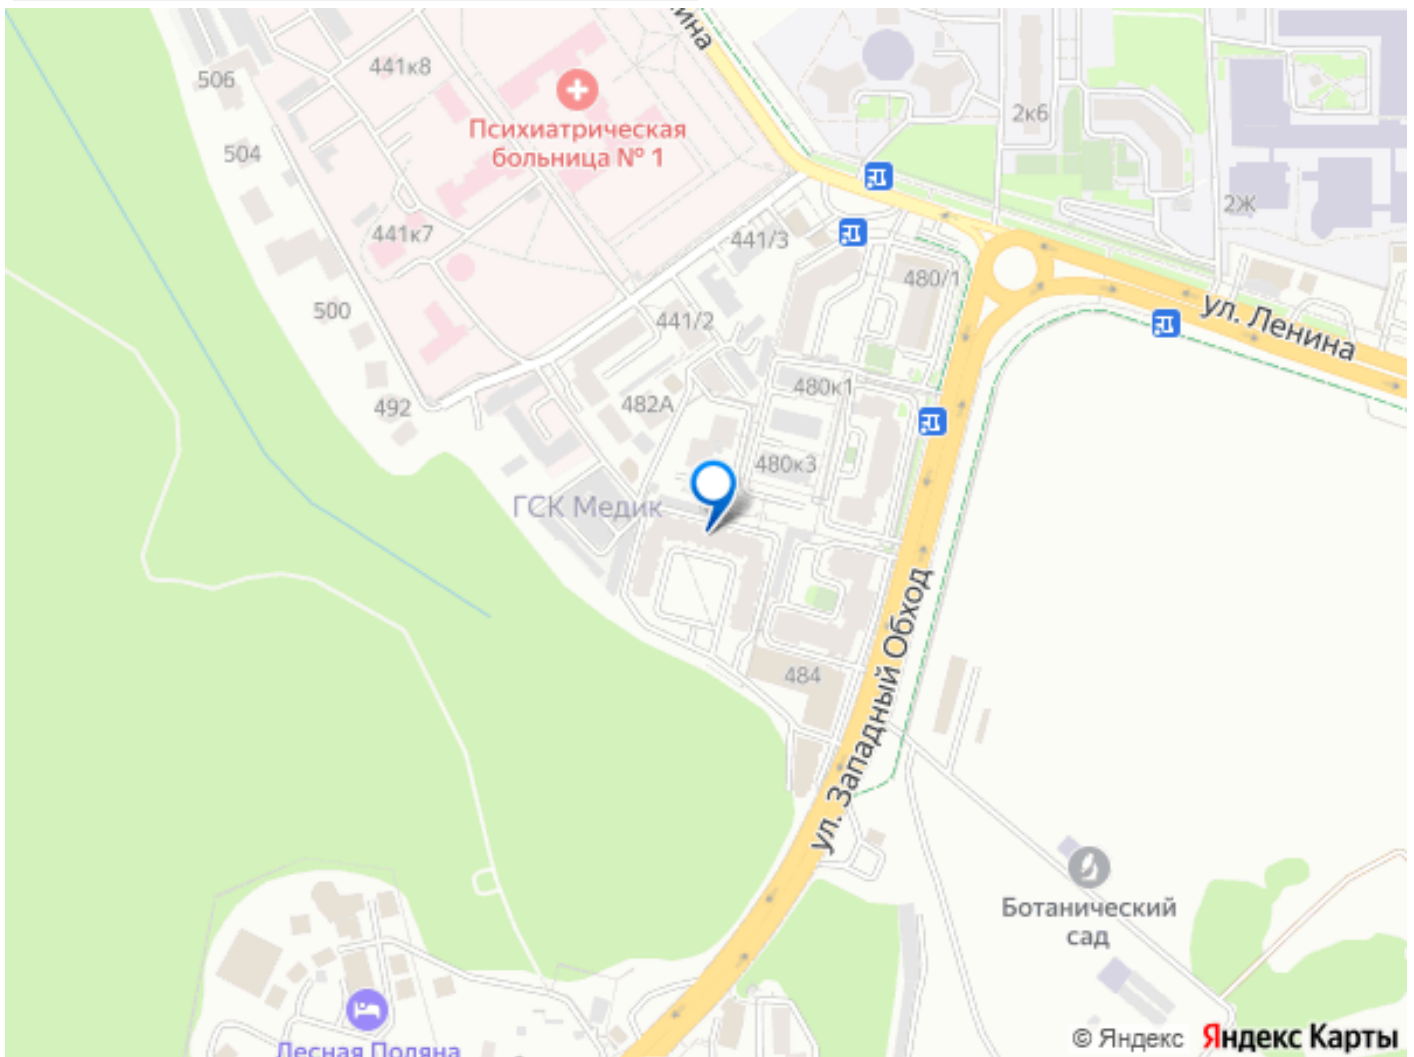 ина
506
441к8
Психиатрическая
больница № 1
2к6
504
2Ж
441к7
441/3
480/1
500
441/2
ул. Ленина
480к1
492
482А
480к3
ГСК Медик
ул. Западный Обход
484
Ботанический
сад
Лесная Поляна
© Яндекс Яндекс Карты